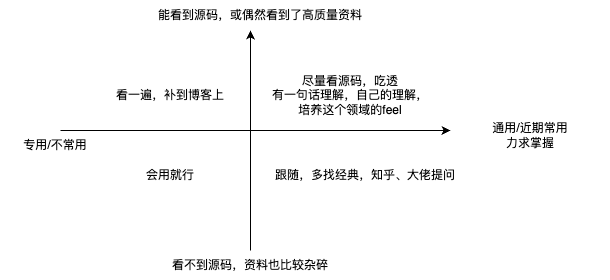 能看到源码，或偶然看到了高质量资料
尽量看源码，吃透
看一遍，补到博客上
有一句话理解，自己的理解，
培养这个领域的feel
通用/近期常用
力求掌握
专用/不常用
会用就行
跟随，多找经典，知乎、大佬提问
看不到源码，资料也比较杂碎